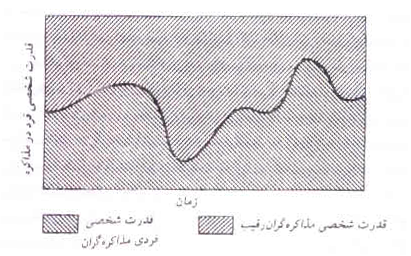 قدرت شخصی فرد در مذاکره
زمان
قدرت شخصی مذاکره‌گران رقیب
قدرت شخصی
فردی مذاکره‌گران